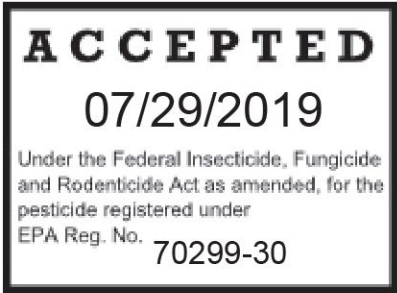 ACCEPTED
07/29/2019
Under the Federal Insecticide, Fungicide
and Rodenticide Act as amended, for the
pesticide registered under
EPA Reg. No. 70299-30